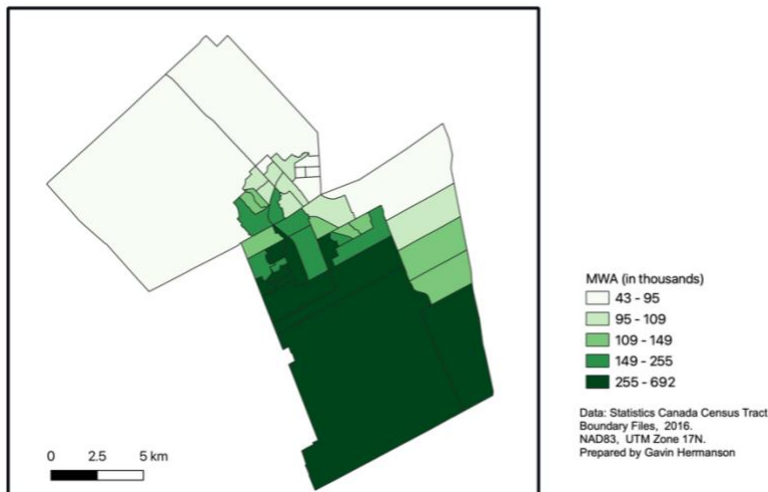 MWA (in thousands)
43 - 95
95 - 109
109 - 149
149 - 255
255 - 692
Data: Statistics Canada Census Tract
Boundary Files, 2016.
NAD83, UTM Zone 17N.
Prepared by Gavin Hermanson
0 2.5 5 km